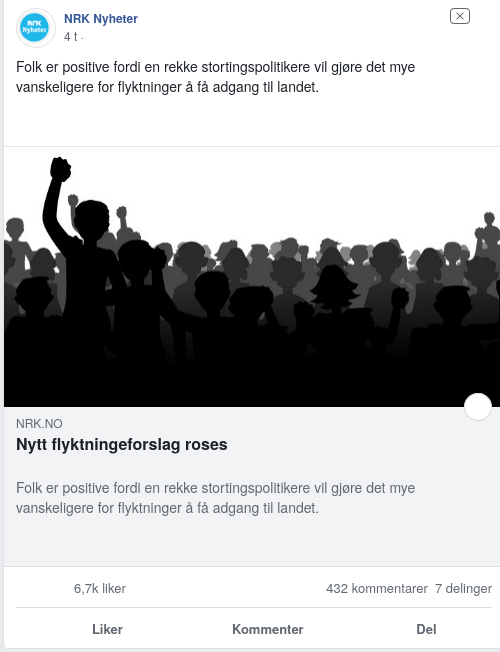 NRK
Nyheter
NRK Nyheter
4 t ·
Folk er positive fordi en rekke stortingspolitikere vil gjøre det mye
vanskeligere for flyktninger å få adgang til landet.
NRK.NO
Nytt flyktningeforslag roses
Folk er positive fordi en rekke stortingspolitikere vil gjøre det mye
vanskeligere for flyktninger å få adgang til landet.
6,7k liker 432 kommentarer 7 delinger
Liker Kommenter Del